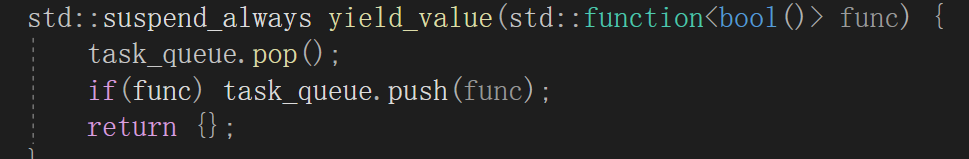 std::suspend_always yield_value(std::function<bool()> func) {
task_queue.pop();
if(func) task_queue.push(func);
return {};
}